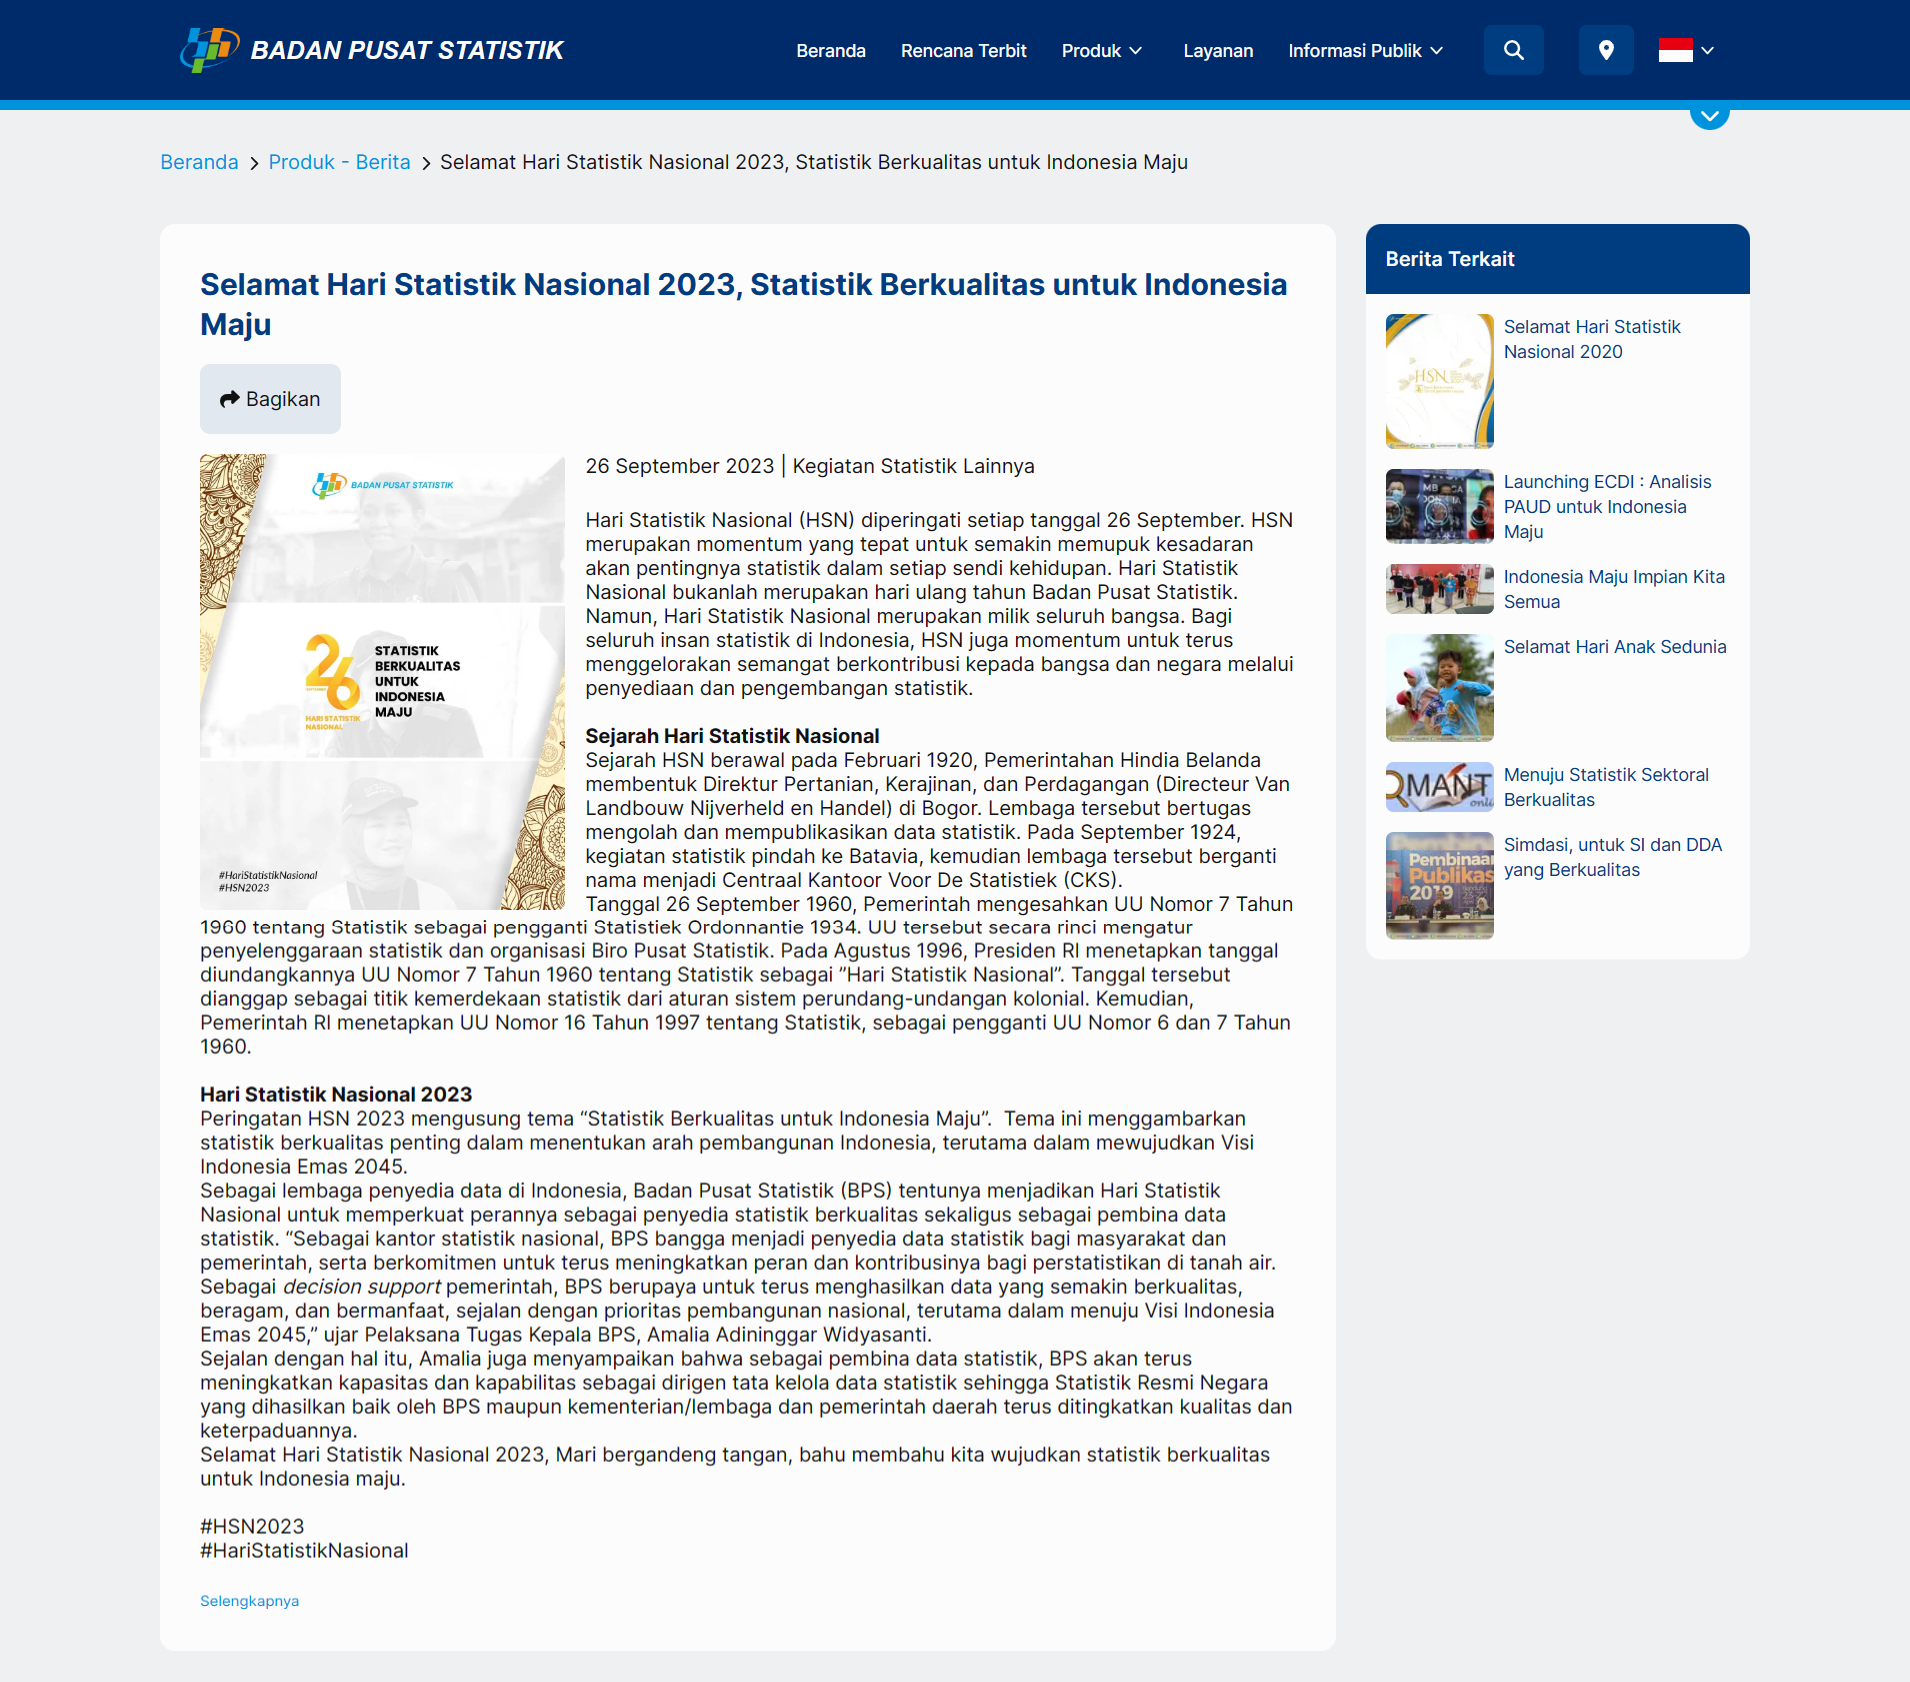 BADAN PUSAT STATISTIK
Beranda
Rencana Terbit
Produk
Layanan
Informasi Publik
Beranda
Produk - Berita
Selamat Hari Statistik Nasional 2023, Statistik Berkualitas untuk Indonesia Maju
Selamat Hari Statistik Nasional 2023, Statistik Berkualitas untuk Indonesia
Maju
Bagikan
BADAN PUSAT STATISTIK
26
SEPTEMBER
HARI STATISTIK
NASIONAL
STATISTIK
BERKUALITAS
UNTUK
INDONESIA
MAJU
#HariStatistikNasional
#HSN2023
26 September 2023 | Kegiatan Statistik Lainnya
Hari Statistik Nasional (HSN) diperingati setiap tanggal 26 September. HSN
merupakan momentum yang tepat untuk semakin memupuk kesadaran
akan pentingnya statistik dalam setiap sendi kehidupan. Hari Statistik
Nasional bukanlah merupakan hari ulang tahun Badan Pusat Statistik.
Namun, Hari Statistik Nasional merupakan milik seluruh bangsa. Bagi
seluruh insan statistik di Indonesia, HSN juga momentum untuk terus
menggelorakan semangat berkontribusi kepada bangsa dan negara melalui
penyediaan dan pengembangan statistik.
Sejarah Hari Statistik Nasional
Sejarah HSN berawal pada Februari 1920, Pemerintahan Hindia Belanda
membentuk Direktur Pertanian, Kerajinan, dan Perdagangan (Directeur Van
Landbouw Nijverheld en Handel) di Bogor. Lembaga tersebut bertugas
mengolah dan mempublikasikan data statistik. Pada September 1924,
kegiatan statistik pindah ke Batavia, kemudian lembaga tersebut berganti
nama menjadi Centraal Kantoor Voor De Statistiek (CKS).
Tanggal 26 September 1960, Pemerintah mengesahkan UU Nomor 7 Tahun
1960 tentang Statistik sebagai pengganti Statistiek Ordonnantie 1934. UU tersebut secara rinci mengatur
penyelenggaraan statistik dan organisasi Biro Pusat Statistik. Pada Agustus 1996, Presiden RI menetapkan tanggal
diundangkannya UU Nomor 7 Tahun 1960 tentang Statistik sebagai ”Hari Statistik Nasional”. Tanggal tersebut
dianggap sebagai titik kemerdekaan statistik dari aturan sistem perundang-undangan kolonial. Kemudian,
Pemerintah RI menetapkan UU Nomor 16 Tahun 1997 tentang Statistik, sebagai pengganti UU Nomor 6 dan 7 Tahun
1960.
Hari Statistik Nasional 2023
Peringatan HSN 2023 mengusung tema “Statistik Berkualitas untuk Indonesia Maju”.  Tema ini menggambarkan
statistik berkualitas penting dalam menentukan arah pembangunan Indonesia, terutama dalam mewujudkan Visi
Indonesia Emas 2045.
Sebagai lembaga penyedia data di Indonesia, Badan Pusat Statistik (BPS) tentunya menjadikan Hari Statistik
Nasional untuk memperkuat perannya sebagai penyedia statistik berkualitas sekaligus sebagai pembina data
statistik. “Sebagai kantor statistik nasional, BPS bangga menjadi penyedia data statistik bagi masyarakat dan
pemerintah, serta berkomitmen untuk terus meningkatkan peran dan kontribusinya bagi perstatistikan di tanah air.
Sebagai decision support pemerintah, BPS berupaya untuk terus menghasilkan data yang semakin berkualitas,
beragam, dan bermanfaat, sejalan dengan prioritas pembangunan nasional, terutama dalam menuju Visi Indonesia
Emas 2045,” ujar Pelaksana Tugas Kepala BPS, Amalia Adininggar Widyasanti.
Sejalan dengan hal itu, Amalia juga menyampaikan bahwa sebagai pembina data statistik, BPS akan terus
meningkatkan kapasitas dan kapabilitas sebagai dirigen tata kelola data statistik sehingga Statistik Resmi Negara
yang dihasilkan baik oleh BPS maupun kementerian/lembaga dan pemerintah daerah terus ditingkatkan kualitas dan
keterpaduannya.
Selamat Hari Statistik Nasional 2023, Mari bergandeng tangan, bahu membahu kita wujudkan statistik berkualitas
untuk Indonesia maju.
#HSN2023
#HariStatistikNasional
Selengkapnya
Berita Terkait
HSN
Selamat Hari Statistik
Nasional 2020
Launching ECDI : Analisis
PAUD untuk Indonesia
Maju
Indonesia Maju Impian Kita
Semua
Selamat Hari Anak Sedunia
OMANT
onli
Menuju Statistik Sektoral
Berkualitas
Pembinaa
Publikas
2019
Simdasi, untuk SI dan DDA
yang Berkualitas